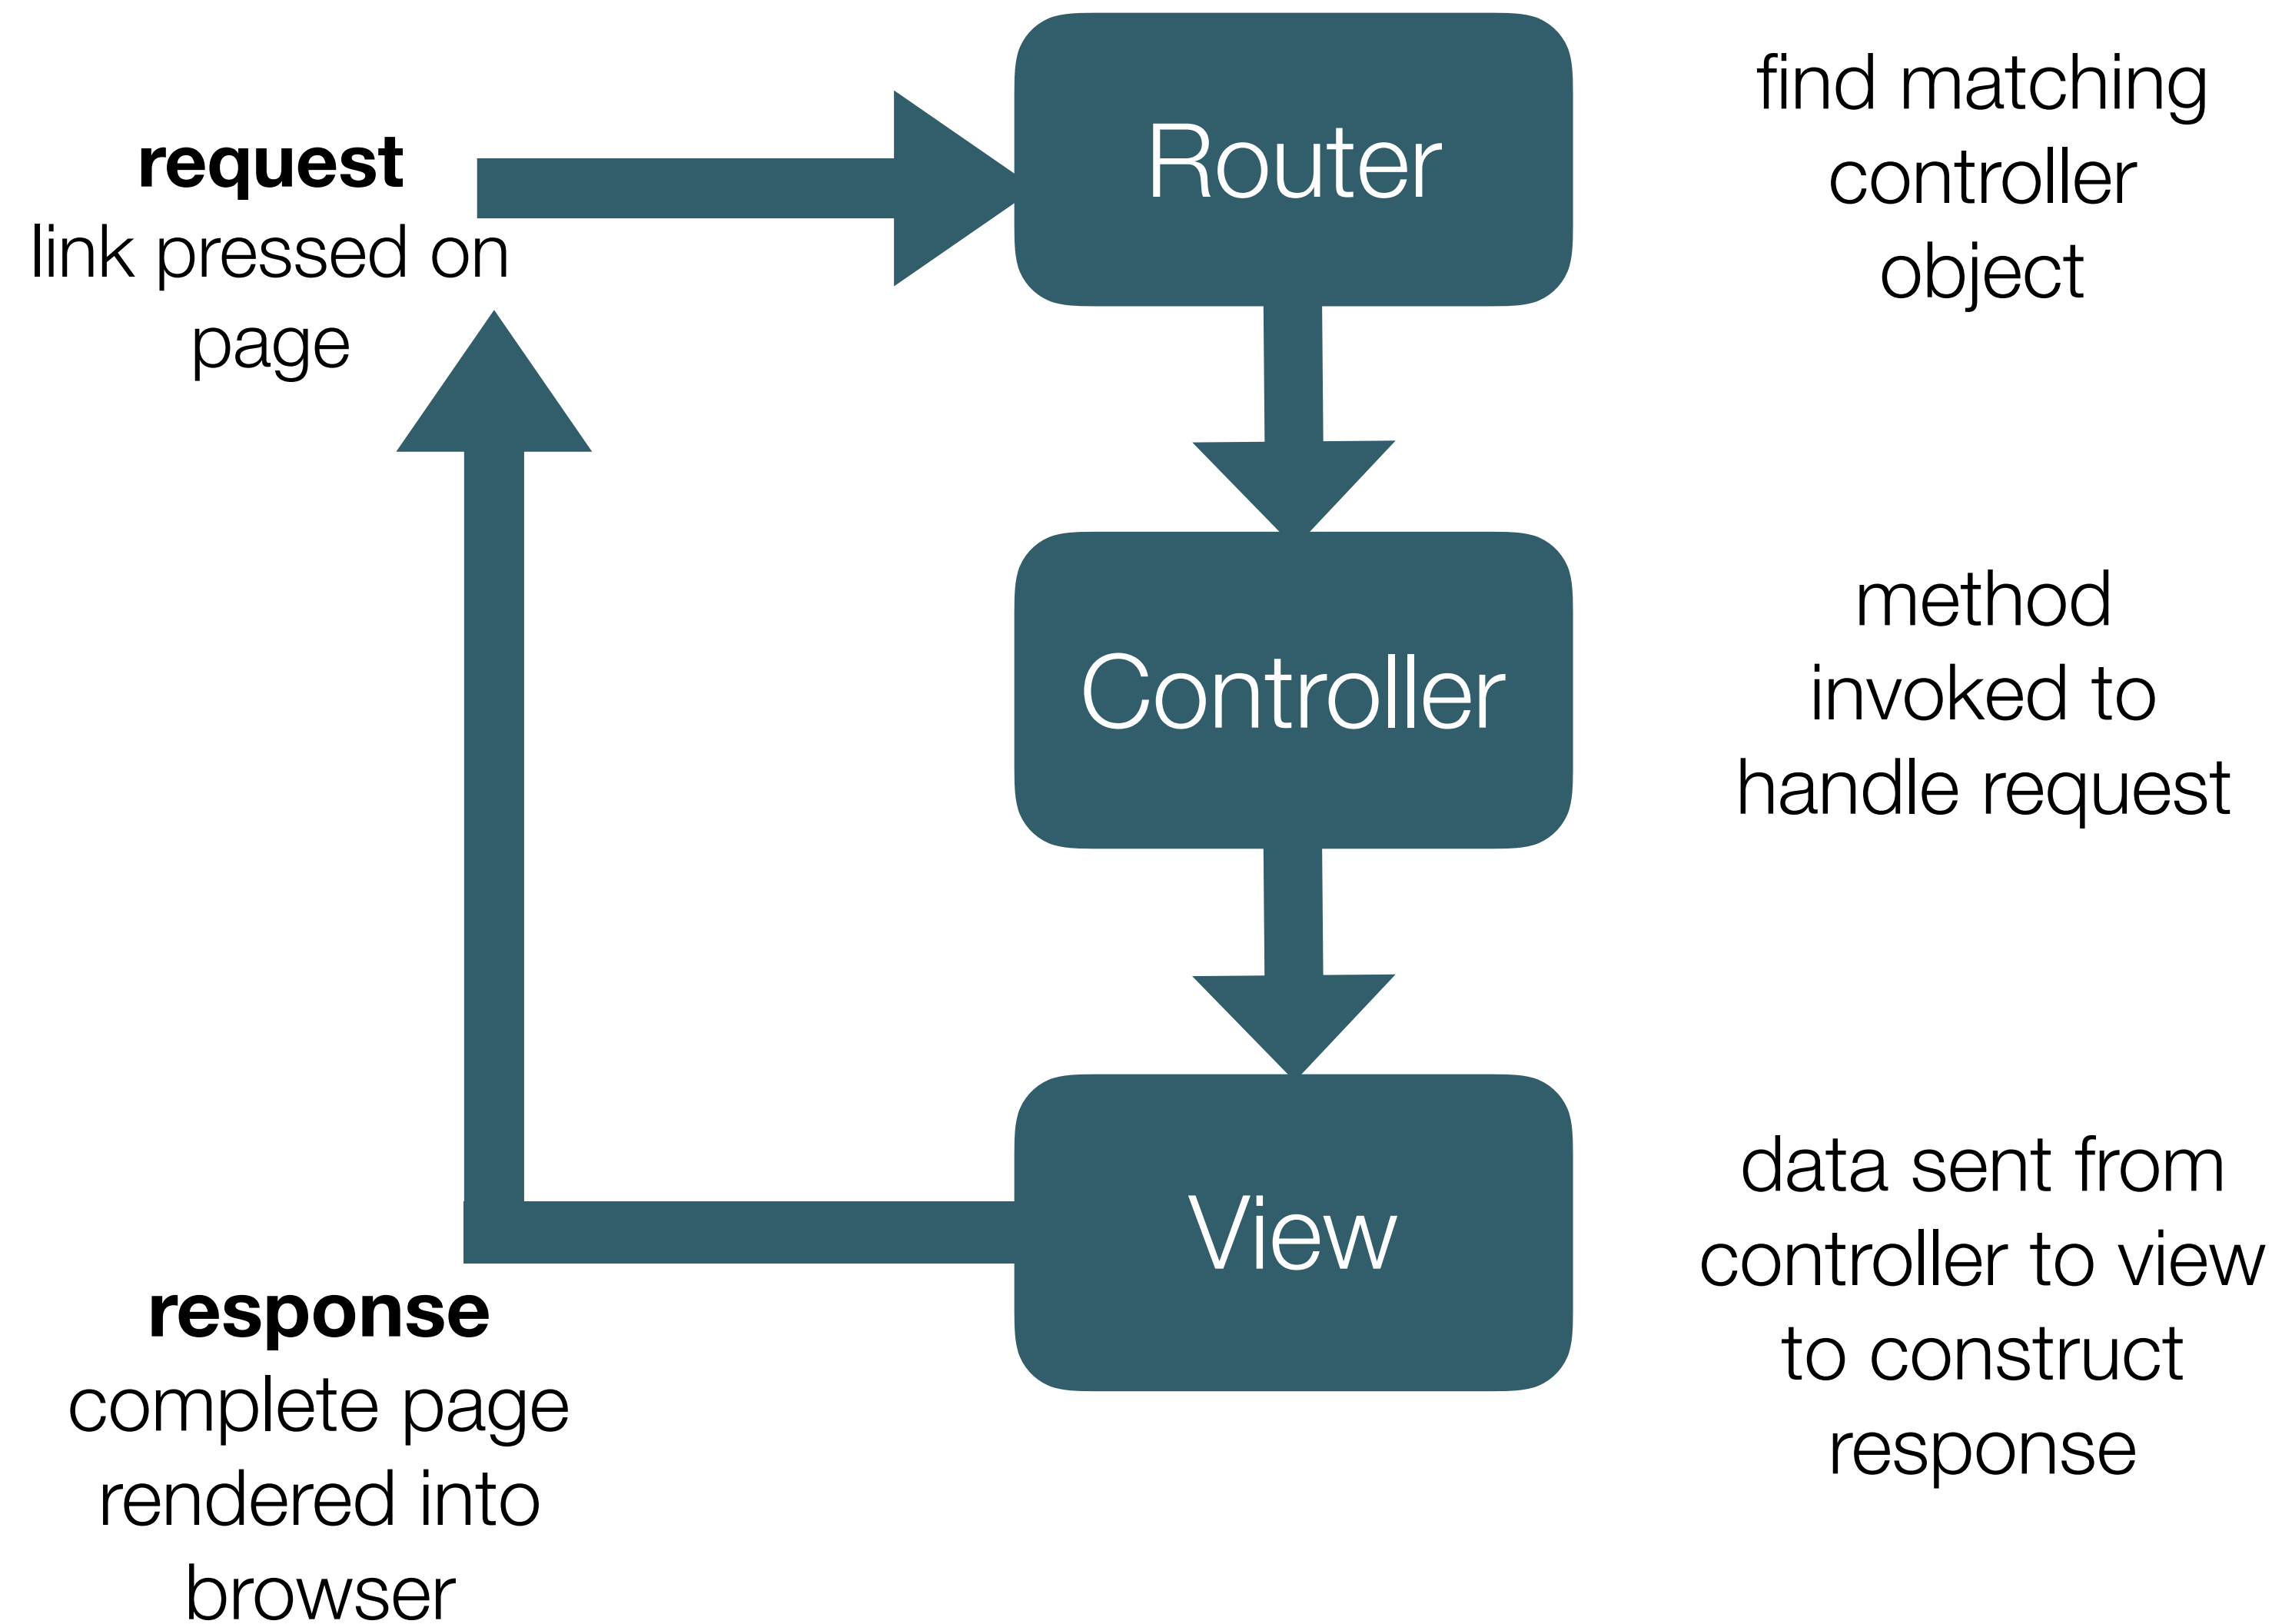 request
link pressed on
page
Router
find matching
controller
object
Controller
method
invoked to
handle request
View
data sent from
controller to view
to construct
response
response
complete page
rendered into
browser